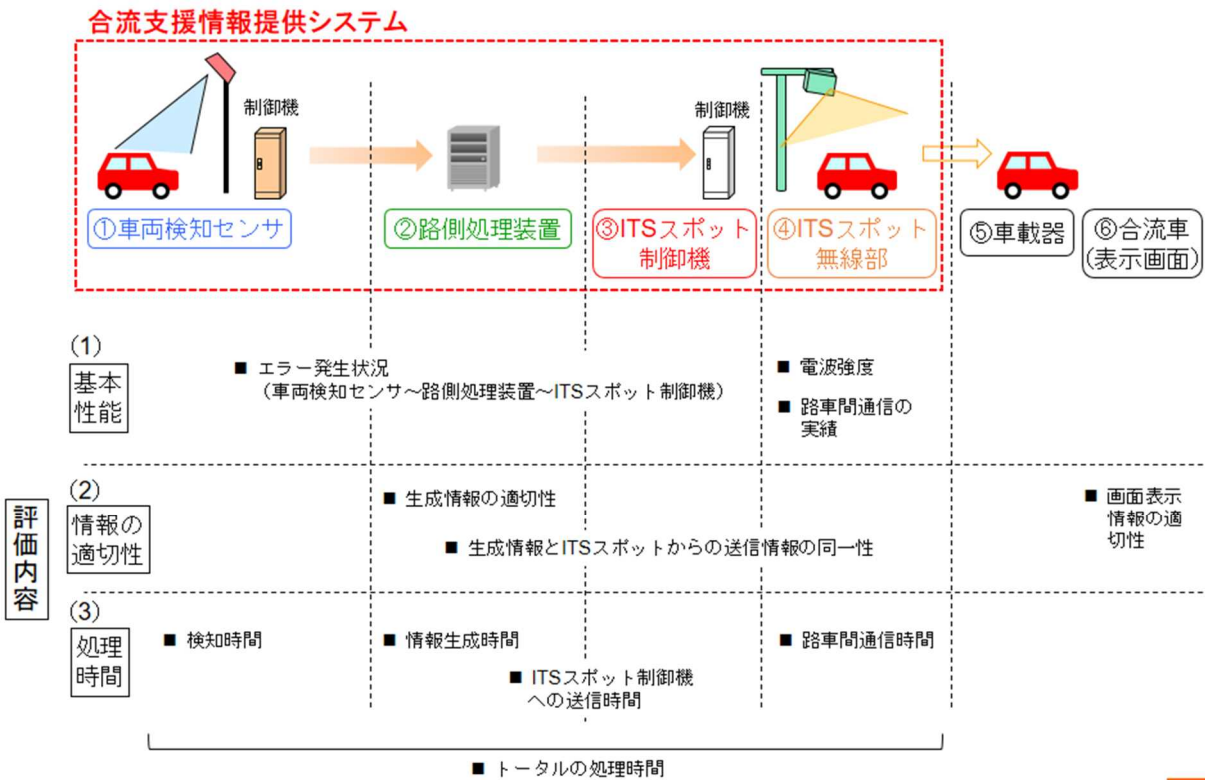 合流支援情報提供システム
制御機
制御機
①車両検知センサ
②路側処理装置
③ITSスポット
制御機
④ITSスポット
無線部
⑤車載器
⑥合流車
(表示画面)
評価内容
(1)
基本
性能
■ エラー発生状況
（車両検知センサ～路側処理装置～ITSスポット制御機）
■ 電波強度
■ 路車間通信の
実績
(2)
情報の
適切性
■ 生成情報の適切性
■ 生成情報とITSスポットからの送信情報の同一性
■ 画面表示
情報の適
切性
(3)
処理
時間
■ 検知時間
■ 情報生成時間
■ ITSスポット制御機
への送信時間
■ 路車間通信時間
■ トータルの処理時間